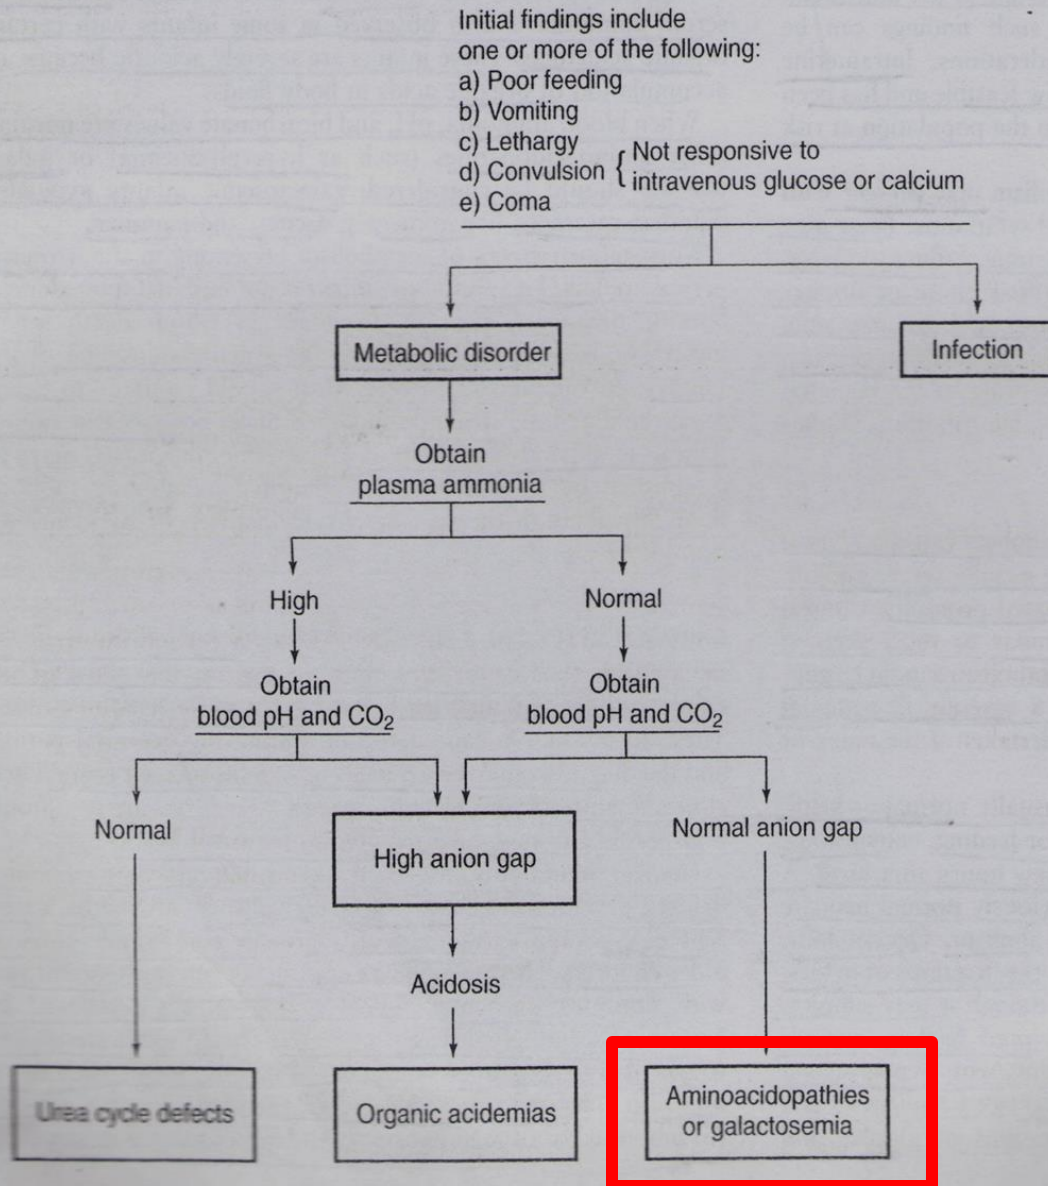 Initial findings include
one or more of the following:
a) Poor feeding
b) Vomiting
c) Lethargy
d) Convulsion { Not responsive to
intravenous glucose or calcium
e) Coma
Metabolic disorder
Infection
Obtain
plasma ammonia
High
Normal
Obtain
blood pH and CO₂
Obtain
blood pH and CO₂
Normal
High anion gap
Normal anion gap
Acidosis
Urea cycle defects
Organic acidemias
Aminoacidopathies
or galactosemia